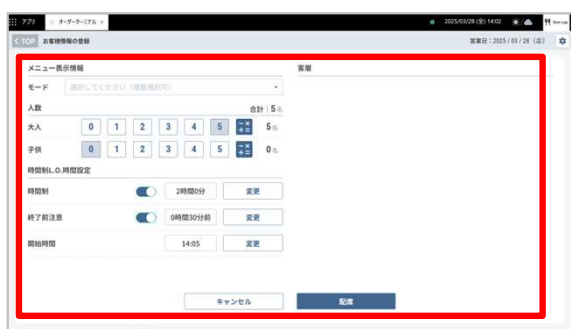 アプリ オーダーターミナル 2025/03/28 (金) 14:02
< TOP お客様情報の登録 営業日：2025 / 03 / 28 (金)
メニュー表示情報 客層
モード 選択してください (複数選択可)
人数 合計 5名
大人 0 1 2 3 4 5 5名
子供 0 1 2 3 4 5 0名
時間制L.O.時間設定
時間制 2時間0分 変更
終了前注意 0時間30分前 変更
開始時間 14:05 変更
キャンセル 配席